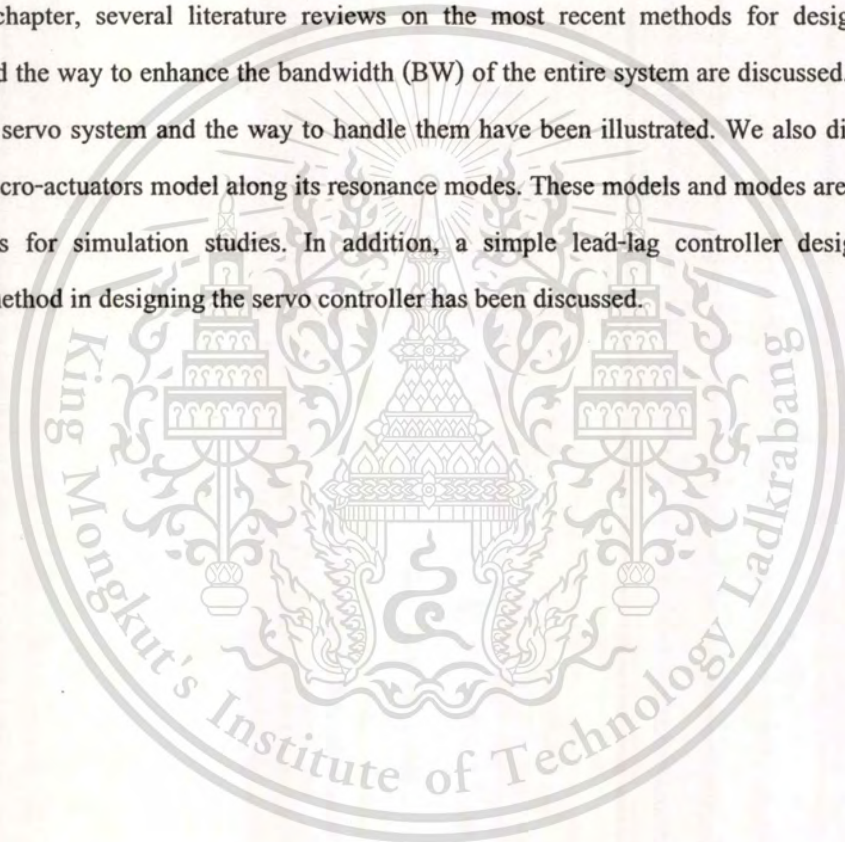 chapter, several literature reviews on the most recent methods for desig
d the way to enhance the bandwidth (BW) of the entire system are discussed.
servo system and the way to handle them have been illustrated. We also di
cro-actuators model along its resonance modes. These models and modes are
s for simulation studies. In addition, a simple lead-lag controller desig
nethod in designing the servo controller has been discussed.
King Mongkut's Institute of Technology Ladkrabang